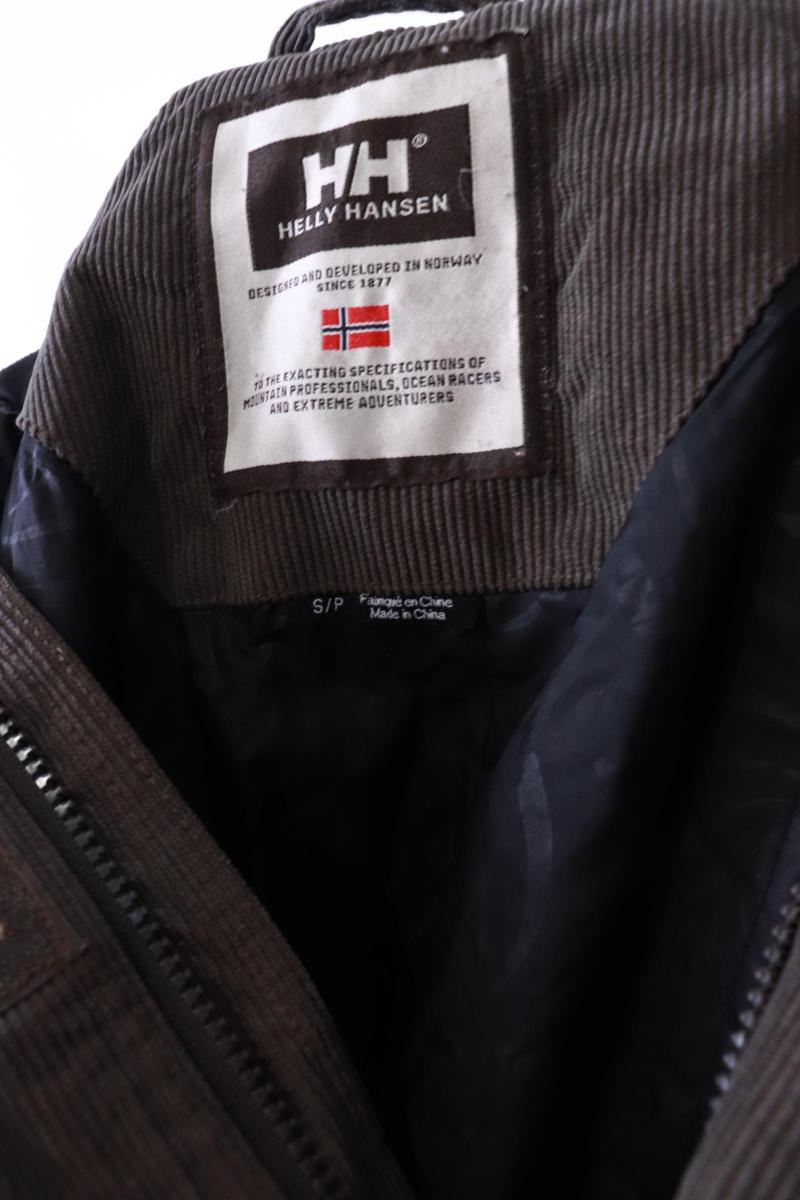 HH®
HELLY HANSEN
DESIGNED AND DEVELOPED IN NORWAY
SINCE 1877
TO THE EXACTING SPECIFICATIONS OF
MOUNTAIN PROFESSIONALS, OCEAN RACERS
AND EXTREME ADVENTURERS
S/P
Fabriqué en Chine
Made in China